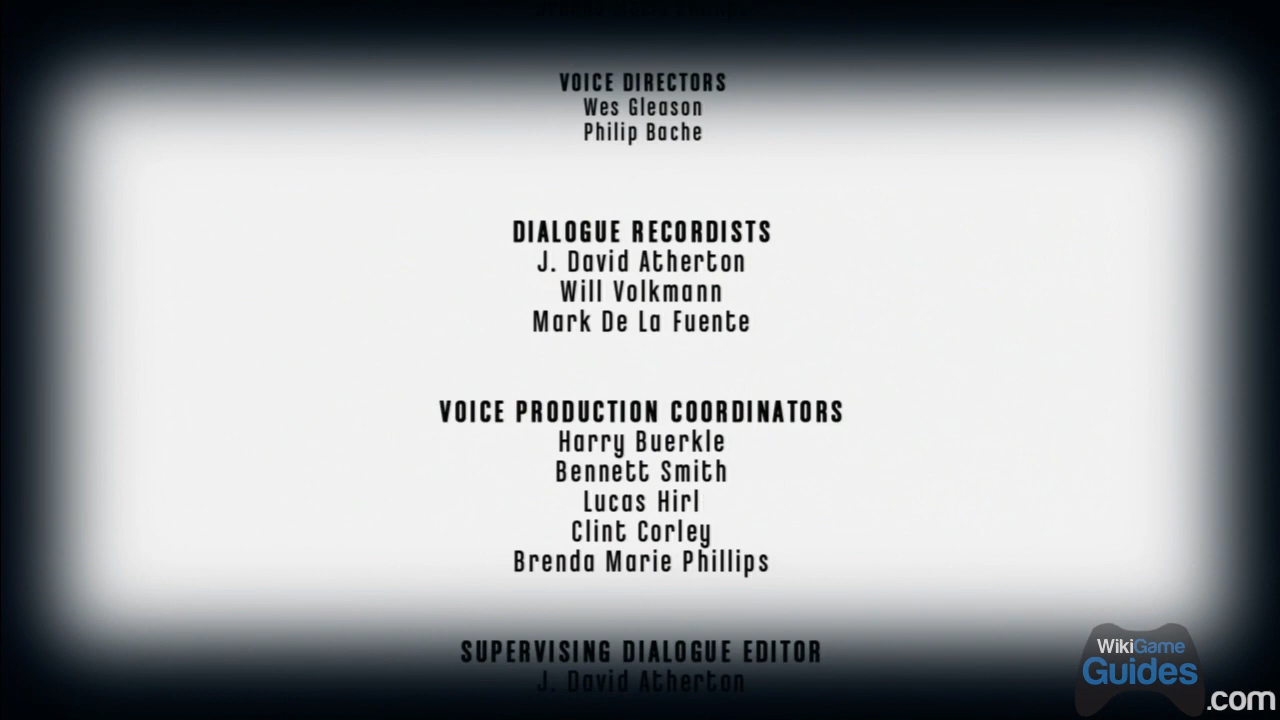 VOICE DIRECTORS
Wes Gleason
Philip Bache
DIALOGUE RECORDISTS
J. David Atherton
Will Volkmann
Mark De La Fuente
VOICE PRODUCTION COORDINATORS
Harry Buerkle
Bennett Smith
Lucas Hirl
Clint Corley
Brenda Marie Phillips
SUPERVISING DIALOGUE EDITOR
J. David Atherton
WikiGame
Guides
.com